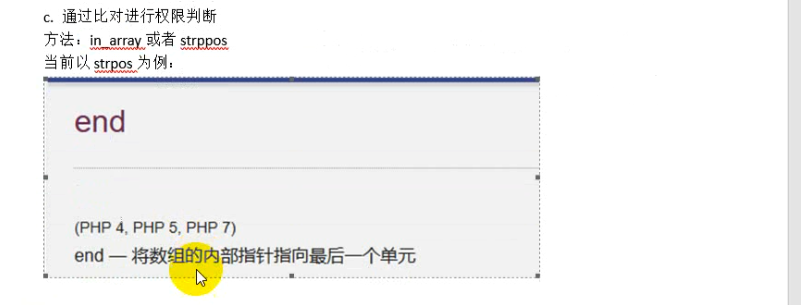 c. 通过比对进行权限判断
方法：in_array 或者 strppos
当前以 strpos 为例：
end
(PHP 4, PHP 5, PHP 7)
end — 将数组的内部指针指向最后一个单元